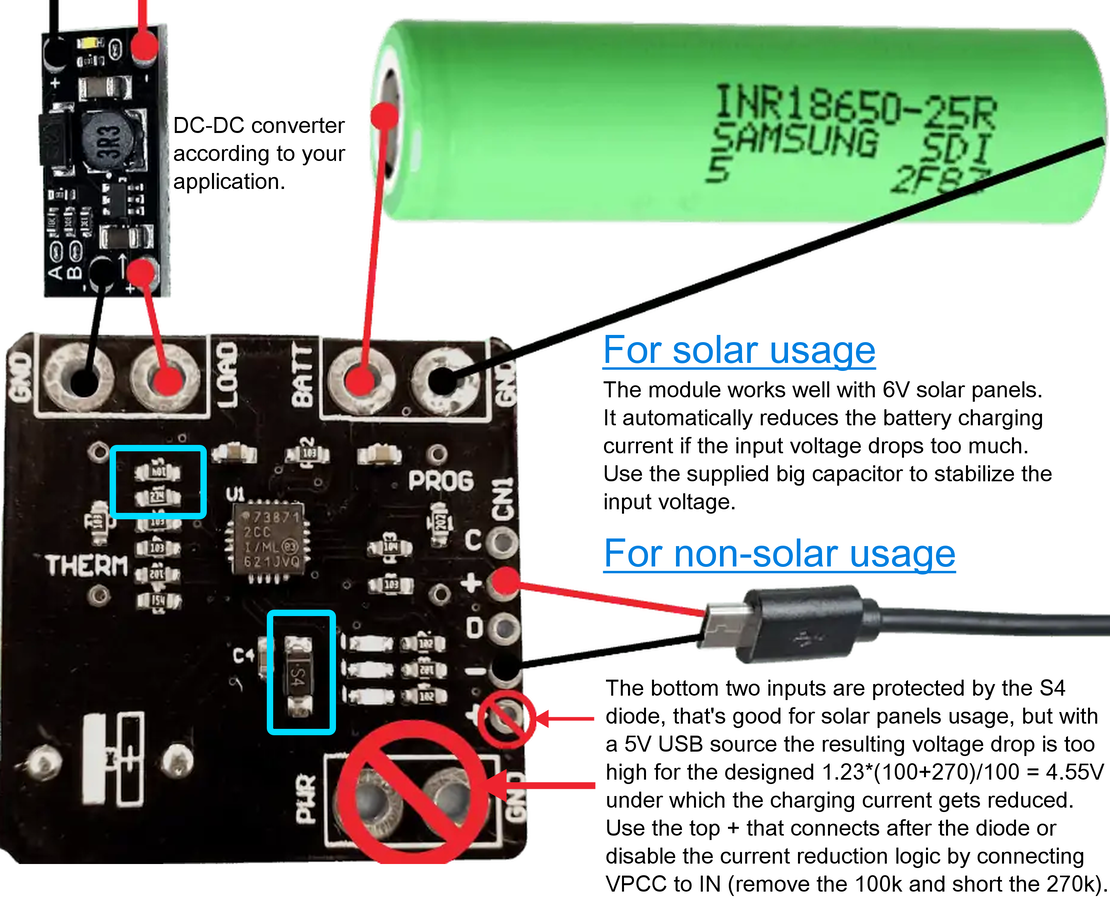 3R3
A
B
+
-
-
+
DC-DC converter
according to your
application.
INR18650-25R
SAMSUNG SDI
5
GND
LOAD
BATT
GND
For solar usage
The module works well with 6V solar panels.
It automatically reduces the battery charging
current if the input voltage drops too much.
Use the supplied big capacitor to stabilize the
input voltage.
103
PROG
CN1
U1
73871
2CC
I/ML e3
621JVQ
THERM
103
103
201
154
104
103
202
C
+
D
-
+
For non-solar usage
C4
S4
102
201
102
PWR
GND
The bottom two inputs are protected by the S4
diode, that's good for solar panels usage, but with
a 5V USB source the resulting voltage drop is too
high for the designed 1.23*(100+270)/100 = 4.55V
under which the charging current gets reduced.
Use the top + that connects after the diode or
disable the current reduction logic by connecting
VPCC to IN (remove the 100k and short the 270k).